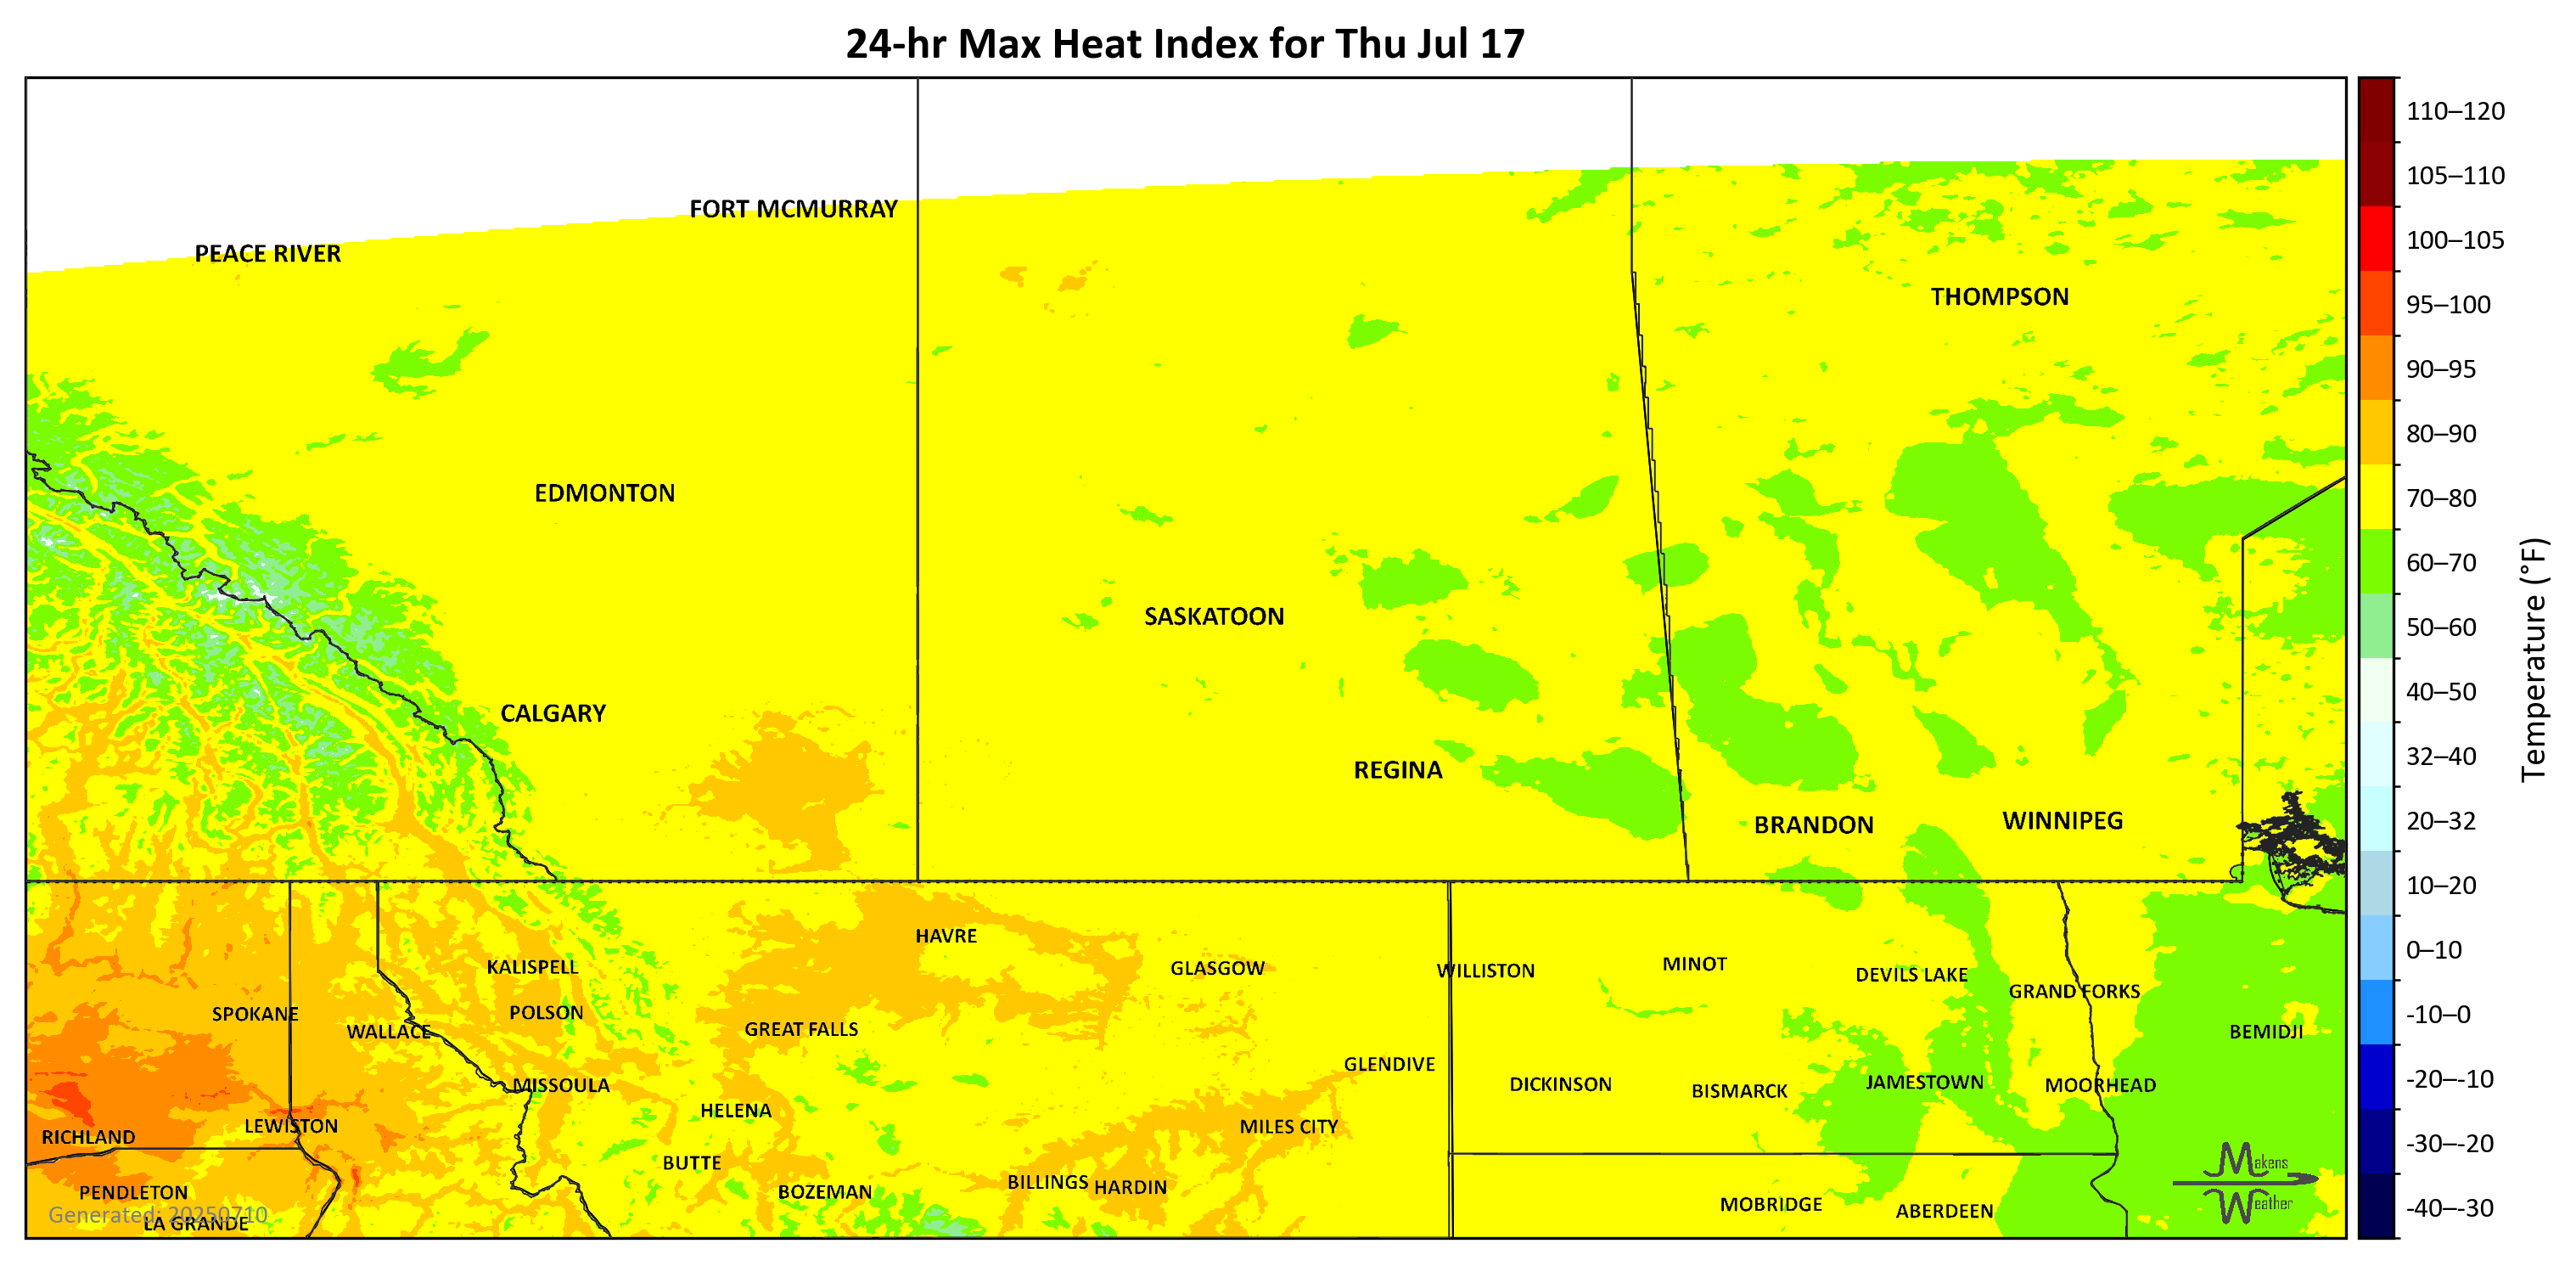 24-hr Max Heat Index for Thu Jul 17
FORT MCMURRAY
PEACE RIVER
THOMPSON
EDMONTON
SASKATOON
CALGARY
REGINA
BRANDON
WINNIPEG
HAVRE
KALISPELL
GLASGOW
WILLISTON
MINOT
DEVILS LAKE
GRAND FORKS
SPOKANE
POLSON
WALLACE
GREAT FALLS
BEMIDJI
GLENDIVE
MISSOULA
DICKINSON
BISMARCK
JAMESTOWN
MOORHEAD
HELENA
LEWISTON
MILES CITY
RICHLAND
BUTTE
PENDLETON
BOZEMAN
BILLINGS
HARDIN
MOBRIDGE
ABERDEEN
LA GRANDE
Generated: 20250710
Makens
Weather
110–120
105–110
100–105
95–100
90–95
80–90
70–80
60–70
50–60
40–50
32–40
20–32
10–20
0–10
-10–0
-20–-10
-30–-20
-40–-30
Temperature (°F)